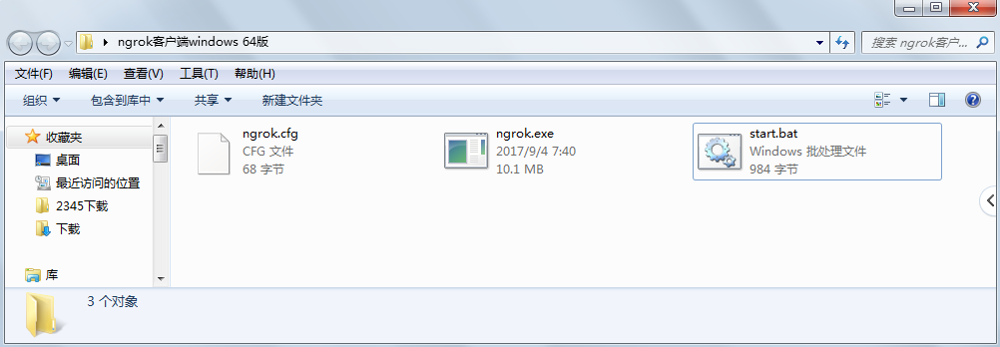 ngrok客户端windows 64版
搜索 ngrok客户...
文件(F) 编辑(E) 查看(V) 工具(T) 帮助(H)
组织 包含到库中 共享 新建文件夹
收藏夹
桌面
最近访问的位置
2345下载
下载
库
ngrok.cfg
CFG 文件
68 字节
ngrok.exe
2017/9/4 7:40
10.1 MB
start.bat
Windows 批处理文件
984 字节
3 个对象